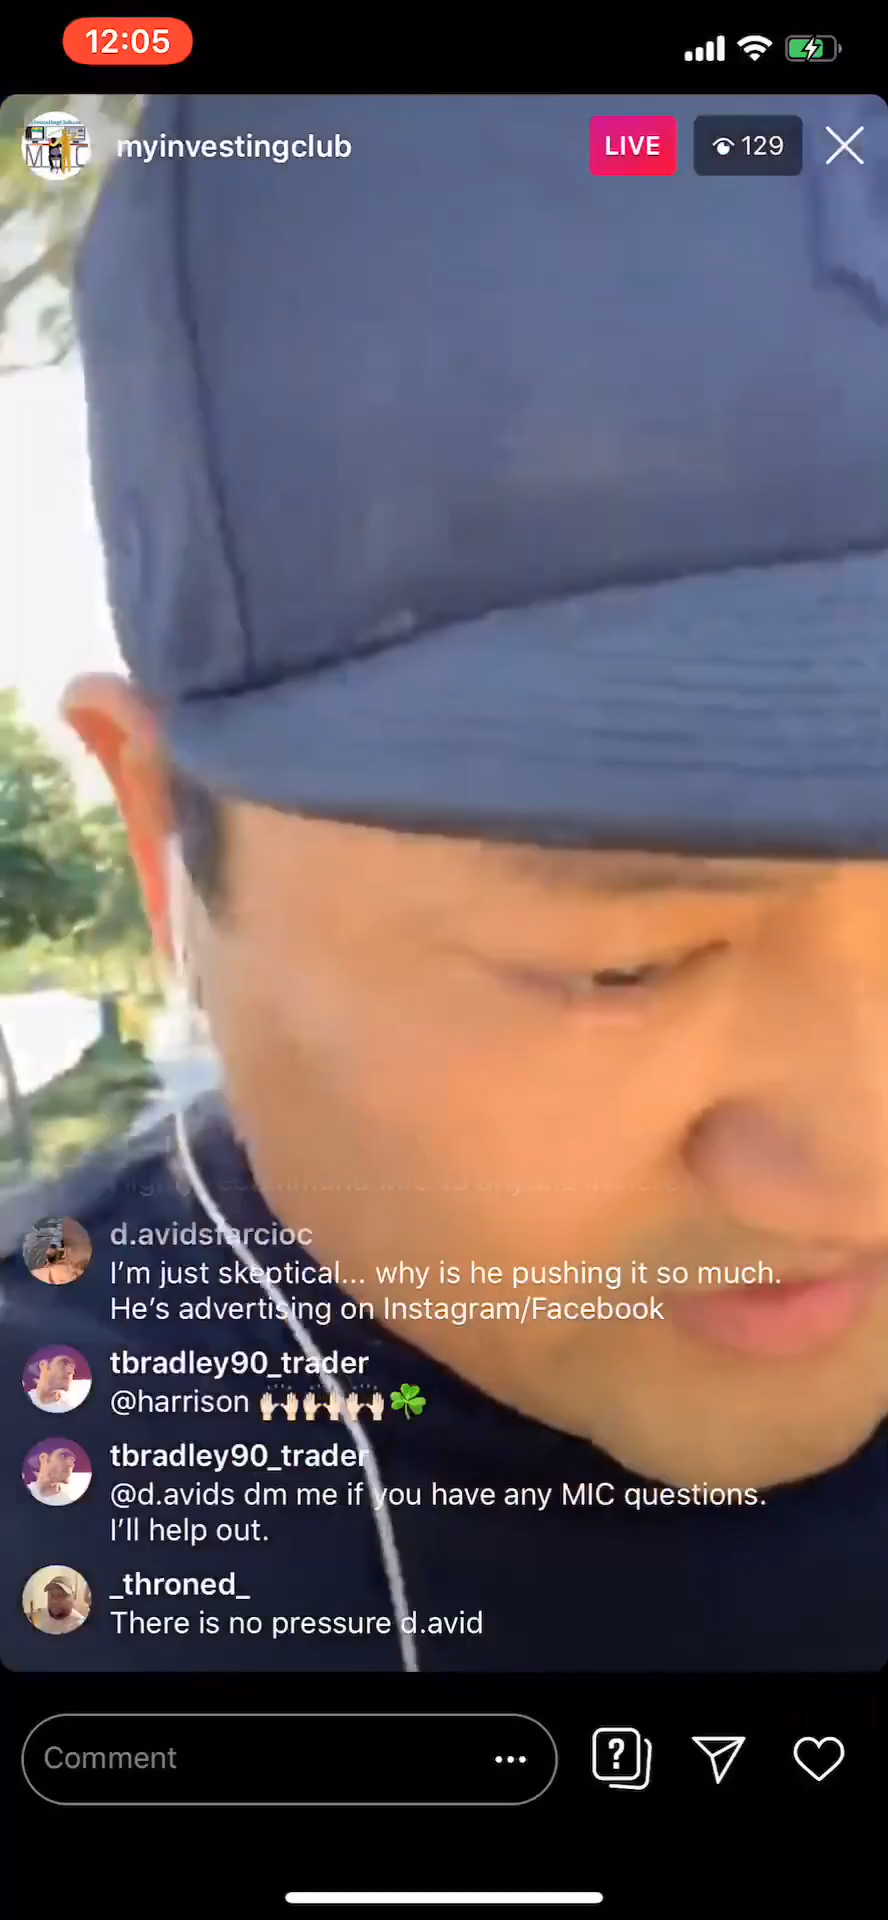 12:05
myinvestingclub
LIVE
129
d.avidsfarcioc
I'm just skeptical... why is he pushing it so much.
He's advertising on Instagram/Facebook
tbradley90_trader
@harrison 🙌🏻🙌🏻🙌🏻☘️
tbradley90_trader
@d.avids dm me if you have any MIC questions.
I'll help out.
_throned_
There is no pressure d.avid
Comment